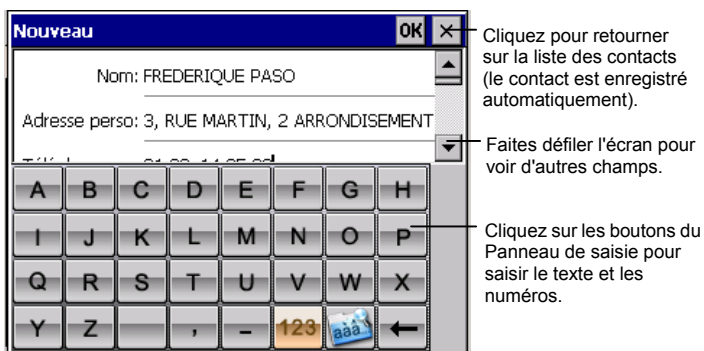 Nouveau OK ×
Nom: FREDERIQUE PASO
Adresse perso: 3, RUE MARTIN, 2 ARRONDISEMENT
A B C D E F G H
I J K L M N O P
Q R S T U V W X
Y Z , - 123 àáâ ←
Cliquez pour retourner
sur la liste des contacts
(le contact est enregistré
automatiquement).
Faites défiler l'écran pour
voir d'autres champs.
Cliquez sur les boutons du
Panneau de saisie pour
saisir le texte et les
numéros.